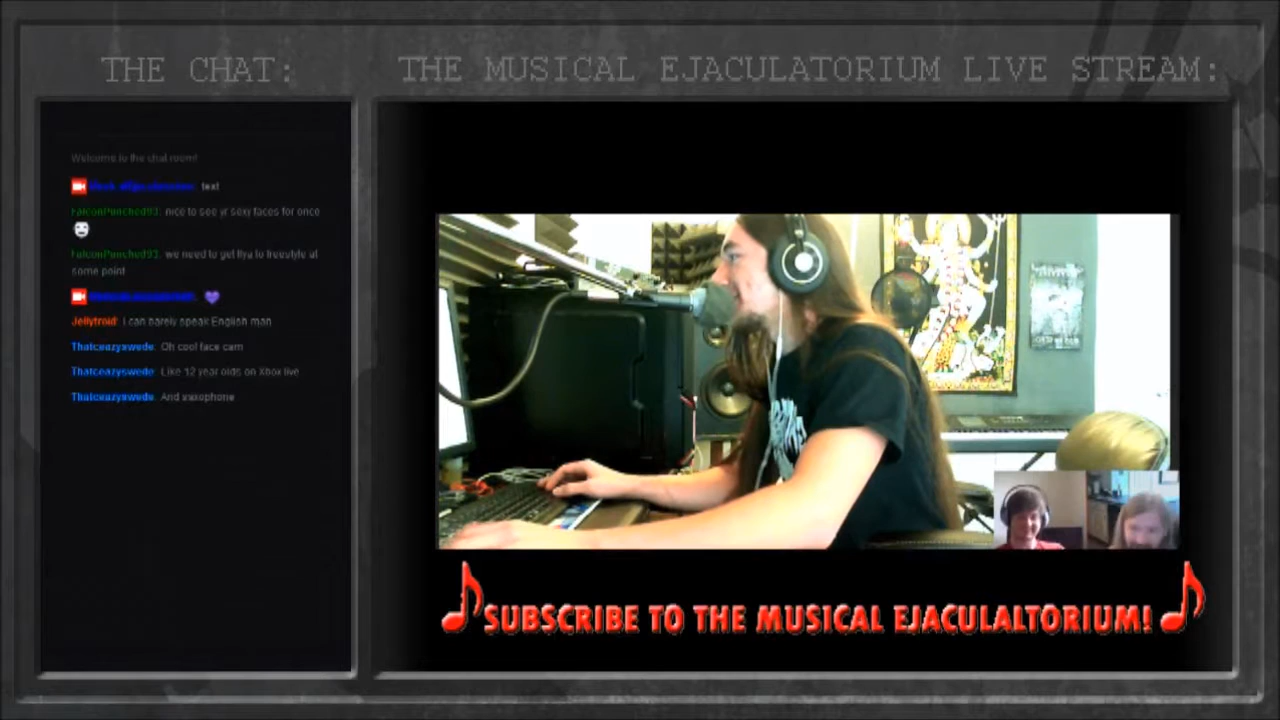 THE CHAT:
THE MUSICAL EJACULATORIUM LIVE STREAM:
Welcome to the chat room!
text
FalconPunched93: nice to see yr sexy faces for once
FalconPunched93: we need to get Ilya to freestyle at
some point
Jellytroid: I can barely speak English man
Thatcrazyswede: Oh cool face cam
Thatcrazyswede: Like 12 year olds on Xbox live
Thatcrazyswede: And saxophone
SUBSCRIBE TO THE MUSICAL EJACULALTORIUM!